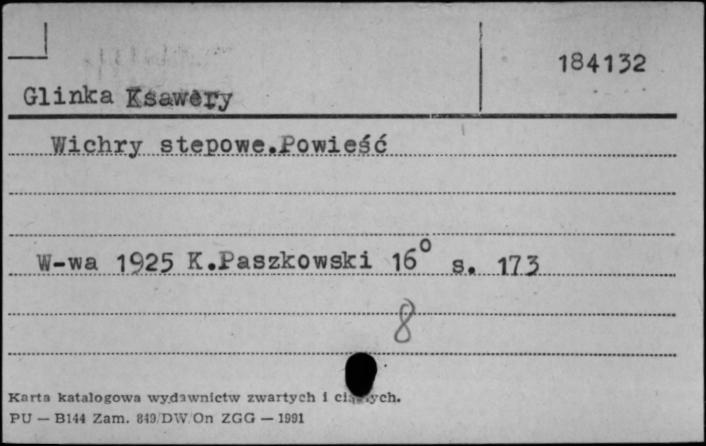 184132
Glinka Ksawery
Wichry stepowe.Powieść
W-wa 1925 K.Paszkowski 16° s. 173
8
Karta katalogowa wydawnictw zwartych i ciągłych.
PU — B144 Zam. 849/DW/On ZGG — 1991